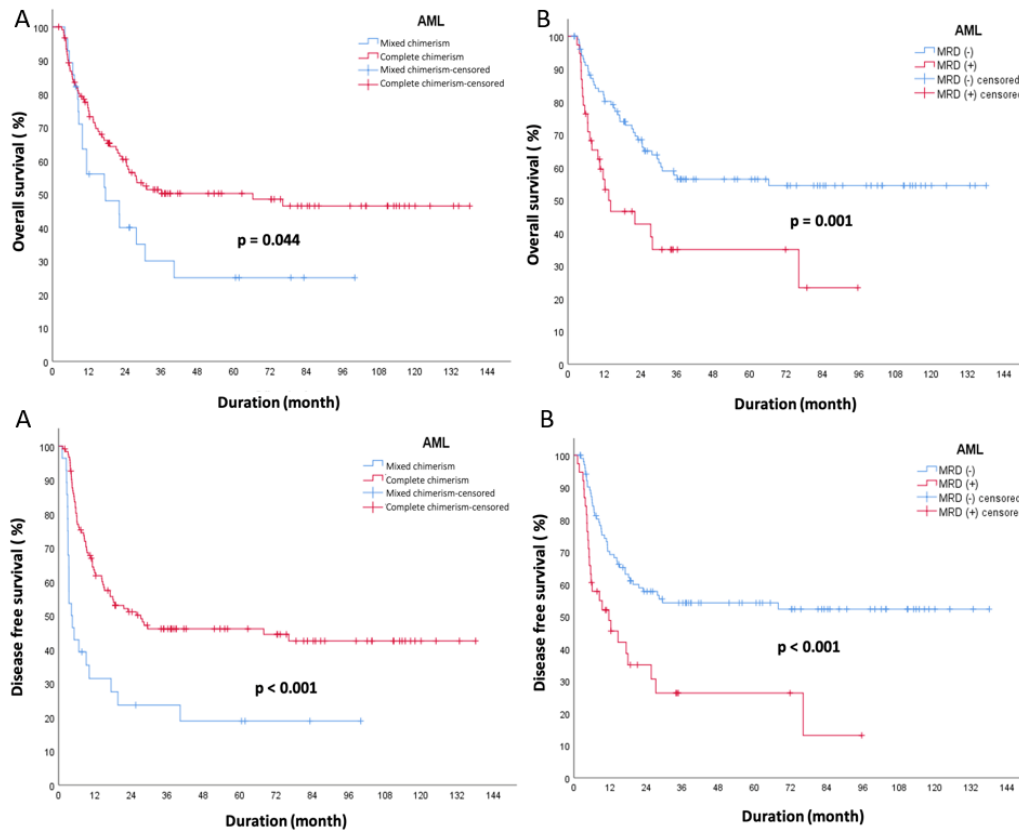 A
AML
Mixed chimerism
Complete chimerism
Mixed chimerism-censored
Complete chimerism-censored
Overall survival ( %)
100
90
80
70
60
50
40
30
20
10
0
p = 0.044
0 12 24 36 48 60 72 84 96 108 120 132 144
Duration (month)
B
AML
MRD (-)
MRD (+)
MRD (-) censored
MRD (+) censored
Overall survival ( %)
100
90
80
70
60
50
40
30
20
10
0
p = 0.001
0 12 24 36 48 60 72 84 96 108 120 132 144
Duration (month)
A
AML
Mixed chimerism
Complete chimerism
Mixed chimerism-censored
Complete chimerism-censored
Disease free survival ( %)
100
90
80
70
60
50
40
30
20
10
0
p < 0.001
0 12 24 36 48 60 72 84 96 108 120 132 144
Duration (month)
B
AML
MRD (-)
MRD (+)
MRD (-) censored
MRD (+) censored
Disease free survival ( %)
100
90
80
70
60
50
40
30
20
10
0
p < 0.001
0 12 24 36 48 60 72 84 96 108 120 132 144
Duration (month)